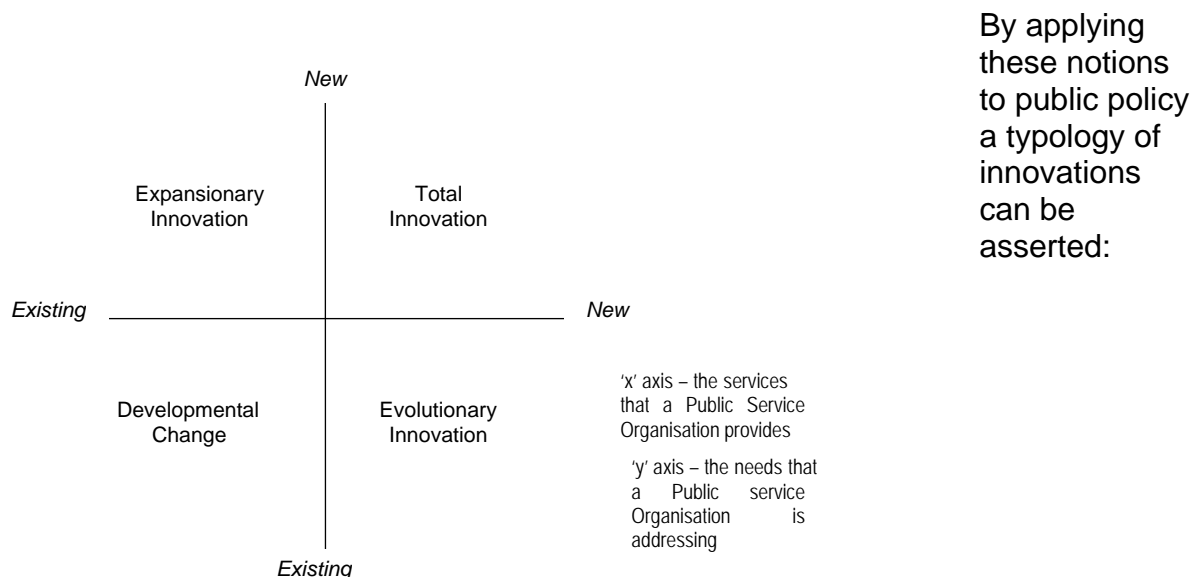 By applying
these notions
to public policy
a typology of
innovations
can be
asserted:
New
Expansionary
Innovation
Total
Innovation
Existing
New
Developmental
Change
Evolutionary
Innovation
‘x’ axis – the services
that a Public Service
Organisation provides
‘y’ axis – the needs that
a Public service
Organisation is
addressing
Existing